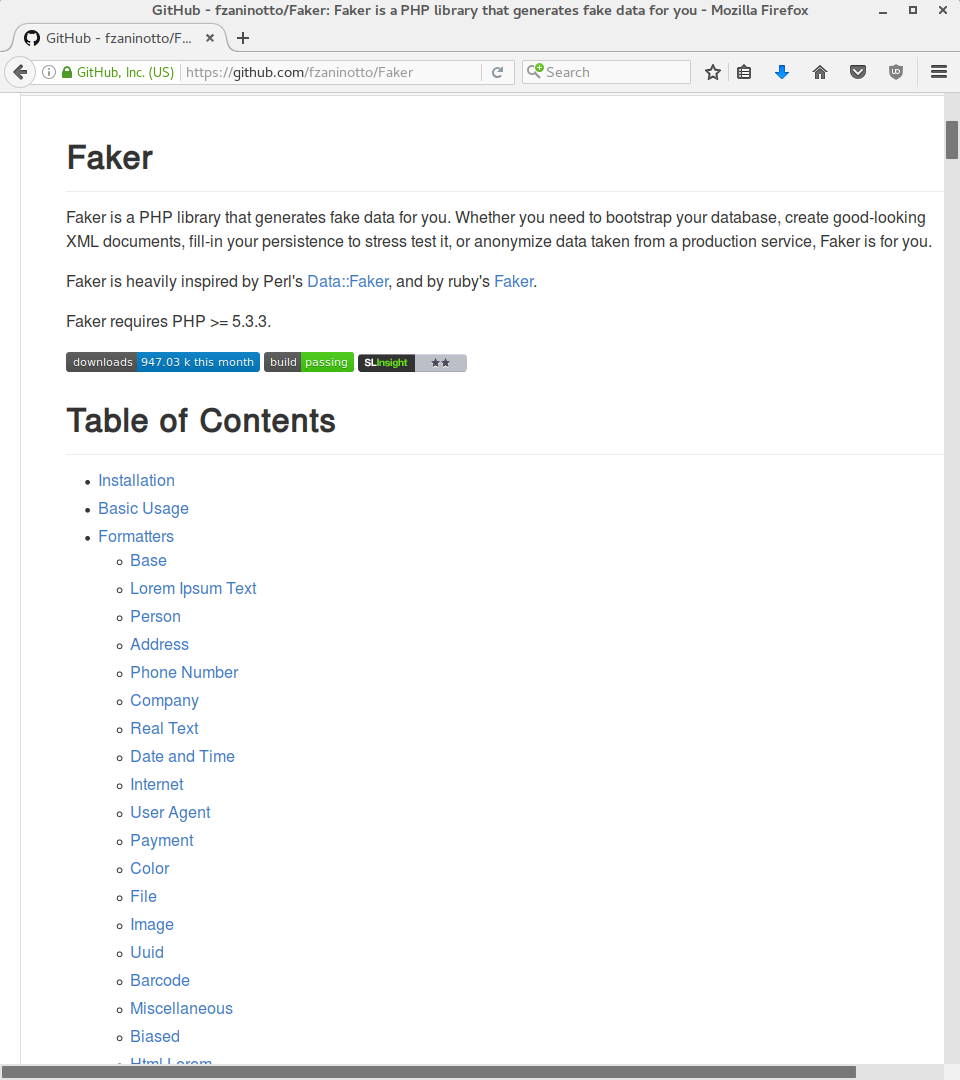 GitHub - fzaninotto/Faker: Faker is a PHP library that generates fake data for you - Mozilla Firefox
GitHub - fzaninotto/F...
GitHub, Inc. (US) https://github.com/fzaninotto/Faker Search
Faker
Faker is a PHP library that generates fake data for you. Whether you need to bootstrap your database, create good-looking
XML documents, fill-in your persistence to stress test it, or anonymize data taken from a production service, Faker is for you.
Faker is heavily inspired by Perl's Data::Faker, and by ruby's Faker.
Faker requires PHP >= 5.3.3.
downloads 947.03 k this month build passing SLInsight ★★
Table of Contents
• Installation
• Basic Usage
• Formatters
◦ Base
◦ Lorem Ipsum Text
◦ Person
◦ Address
◦ Phone Number
◦ Company
◦ Real Text
◦ Date and Time
◦ Internet
◦ User Agent
◦ Payment
◦ Color
◦ File
◦ Image
◦ Uuid
◦ Barcode
◦ Miscellaneous
◦ Biased
◦ Html Lorem